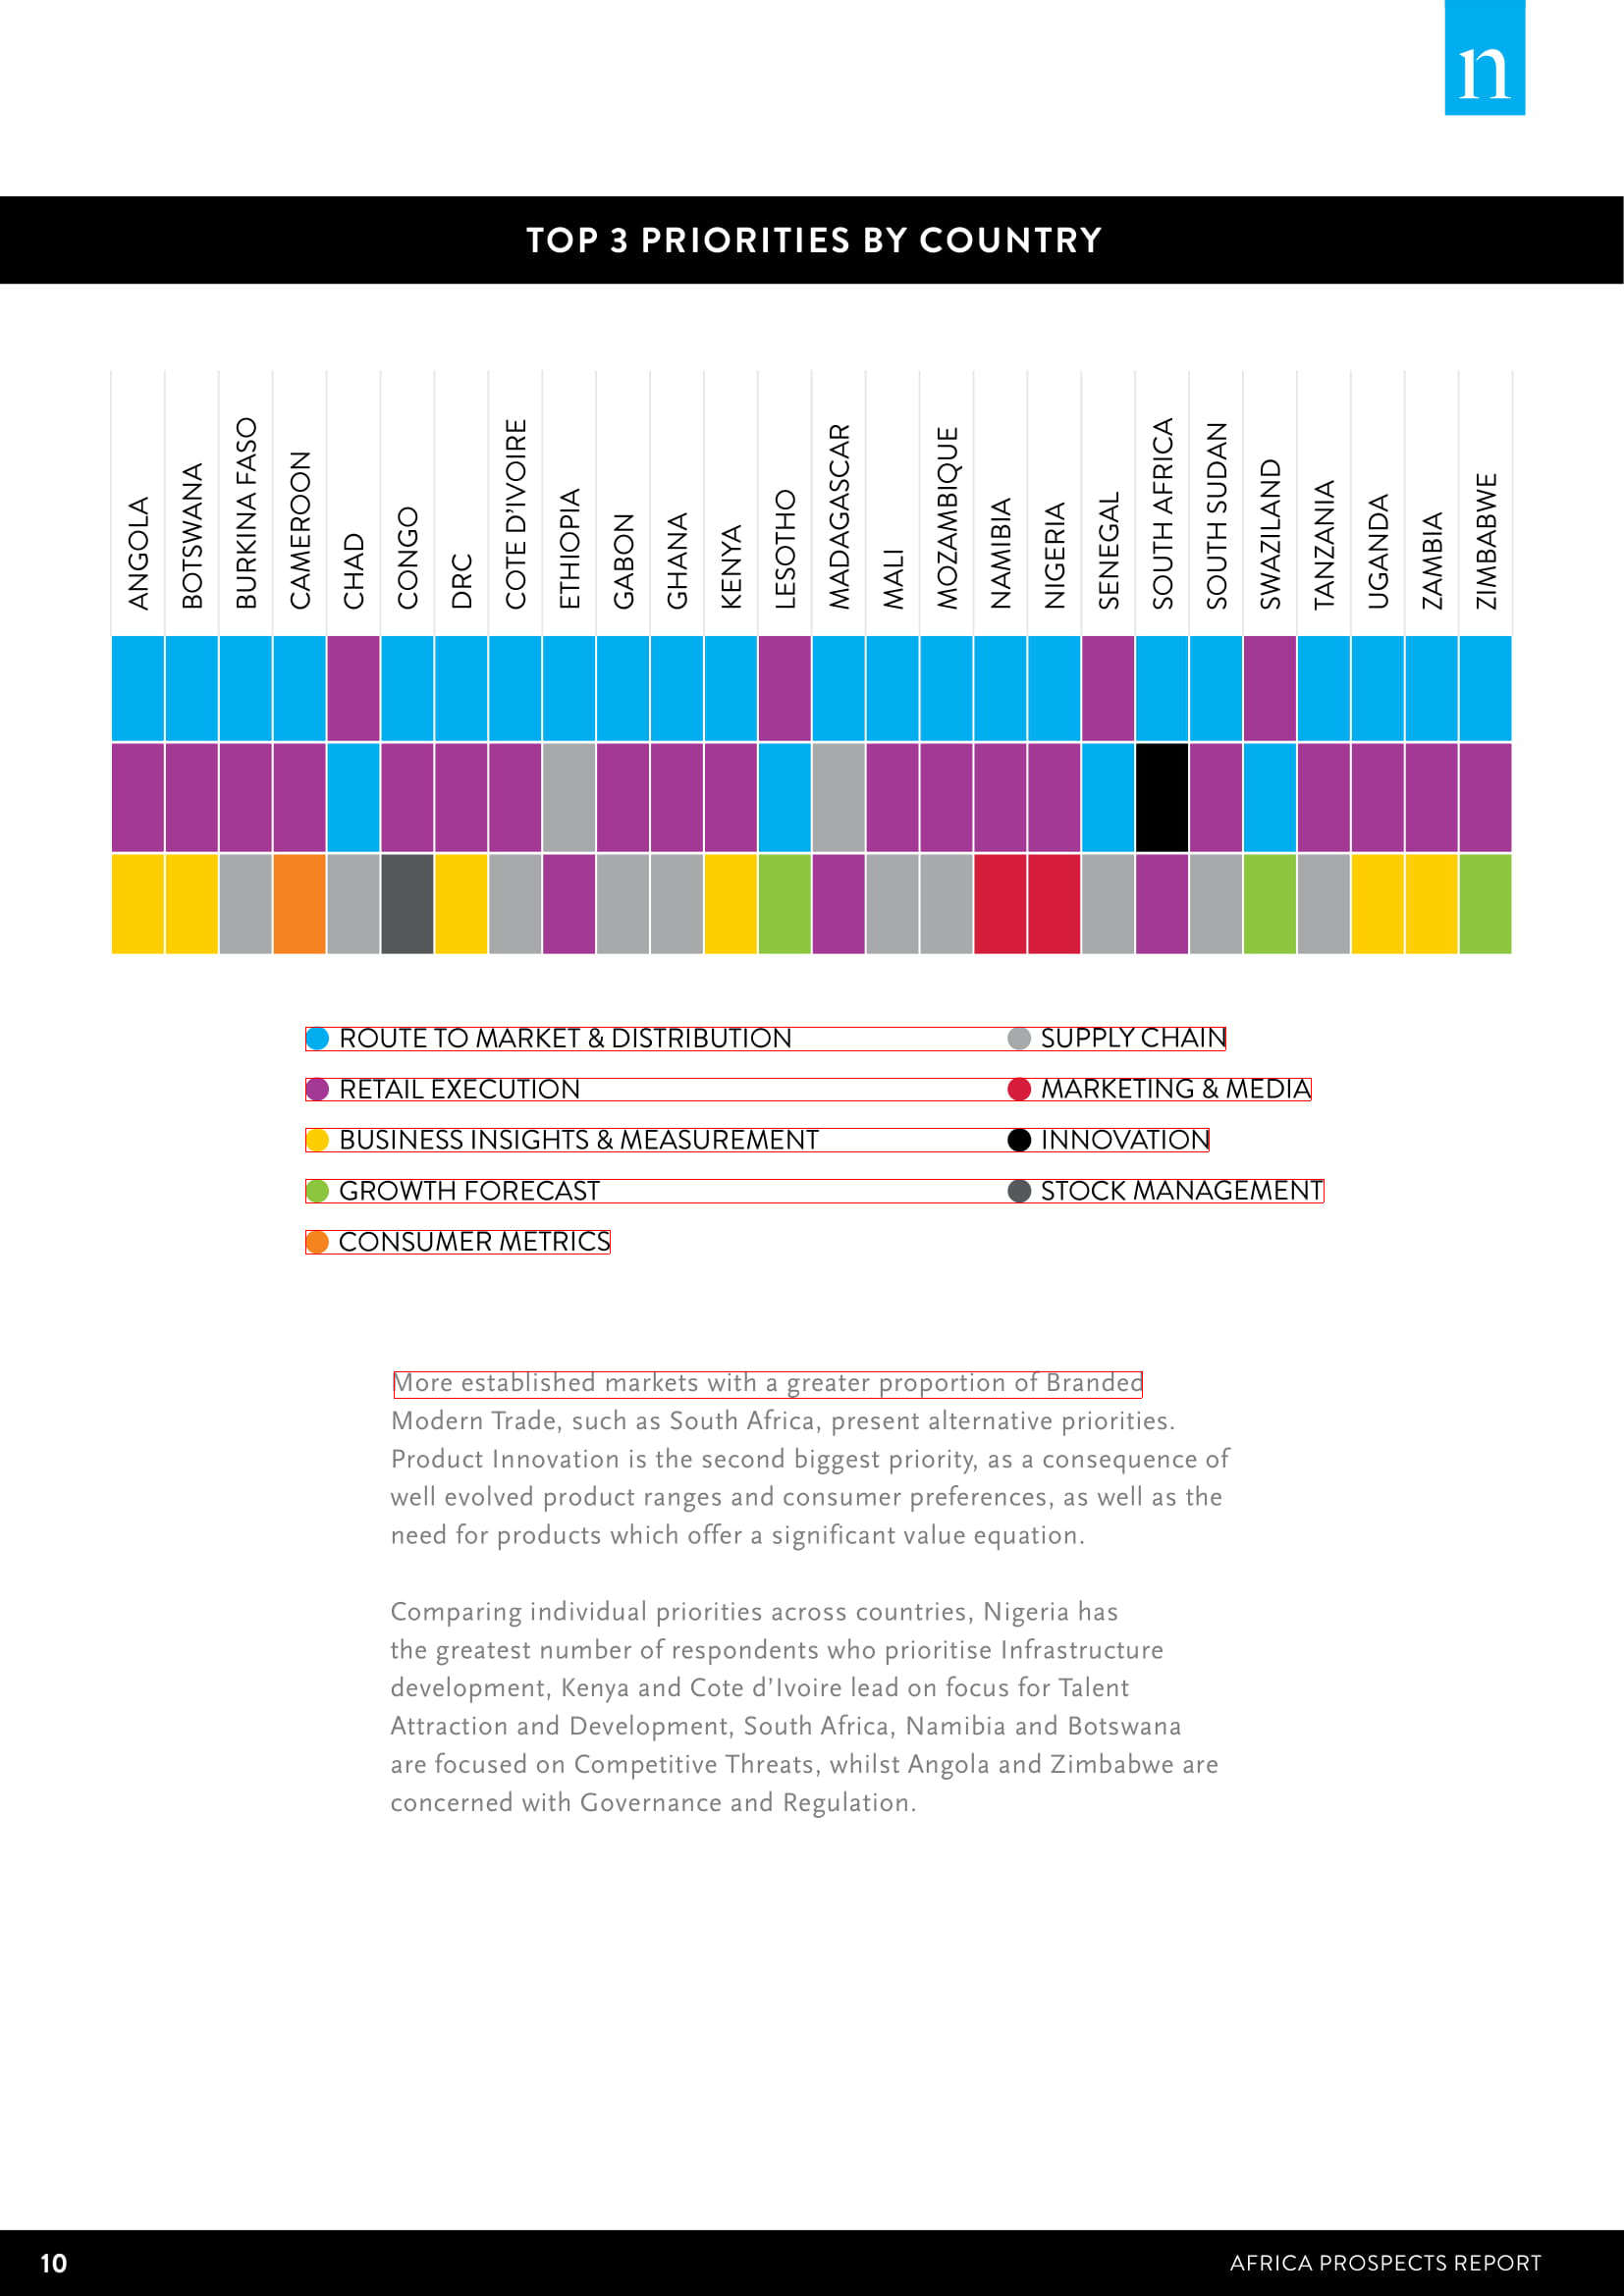 n
TOP 3 PRIORITIES BY COUNTRY
ANGOLA
BOTSWANA
BURKINA FASO
CAMEROON
CHAD
CONGO
DRC
COTE D'IVOIRE
ETHIOPIA
GABON
GHANA
KENYA
LESOTHO
MADAGASCAR
MALI
MOZAMBIQUE
NAMIBIA
NIGERIA
SENEGAL
SOUTH AFRICA
SOUTH SUDAN
SWAZILAND
TANZANIA
UGANDA
ZAMBIA
ZIMBABWE
ROUTE TO MARKET & DISTRIBUTION SUPPLY CHAIN
RETAIL EXECUTION MARKETING & MEDIA
BUSINESS INSIGHTS & MEASUREMENT INNOVATION
GROWTH FORECAST STOCK MANAGEMENT
CONSUMER METRICS
More established markets with a greater proportion of Branded
Modern Trade, such as South Africa, present alternative priorities.
Product Innovation is the second biggest priority, as a consequence of
well evolved product ranges and consumer preferences, as well as the
need for products which offer a significant value equation.
Comparing individual priorities across countries, Nigeria has
the greatest number of respondents who prioritise Infrastructure
development, Kenya and Cote d'Ivoire lead on focus for Talent
Attraction and Development, South Africa, Namibia and Botswana
are focused on Competitive Threats, whilst Angola and Zimbabwe are
concerned with Governance and Regulation.
10 AFRICA PROSPECTS REPORT